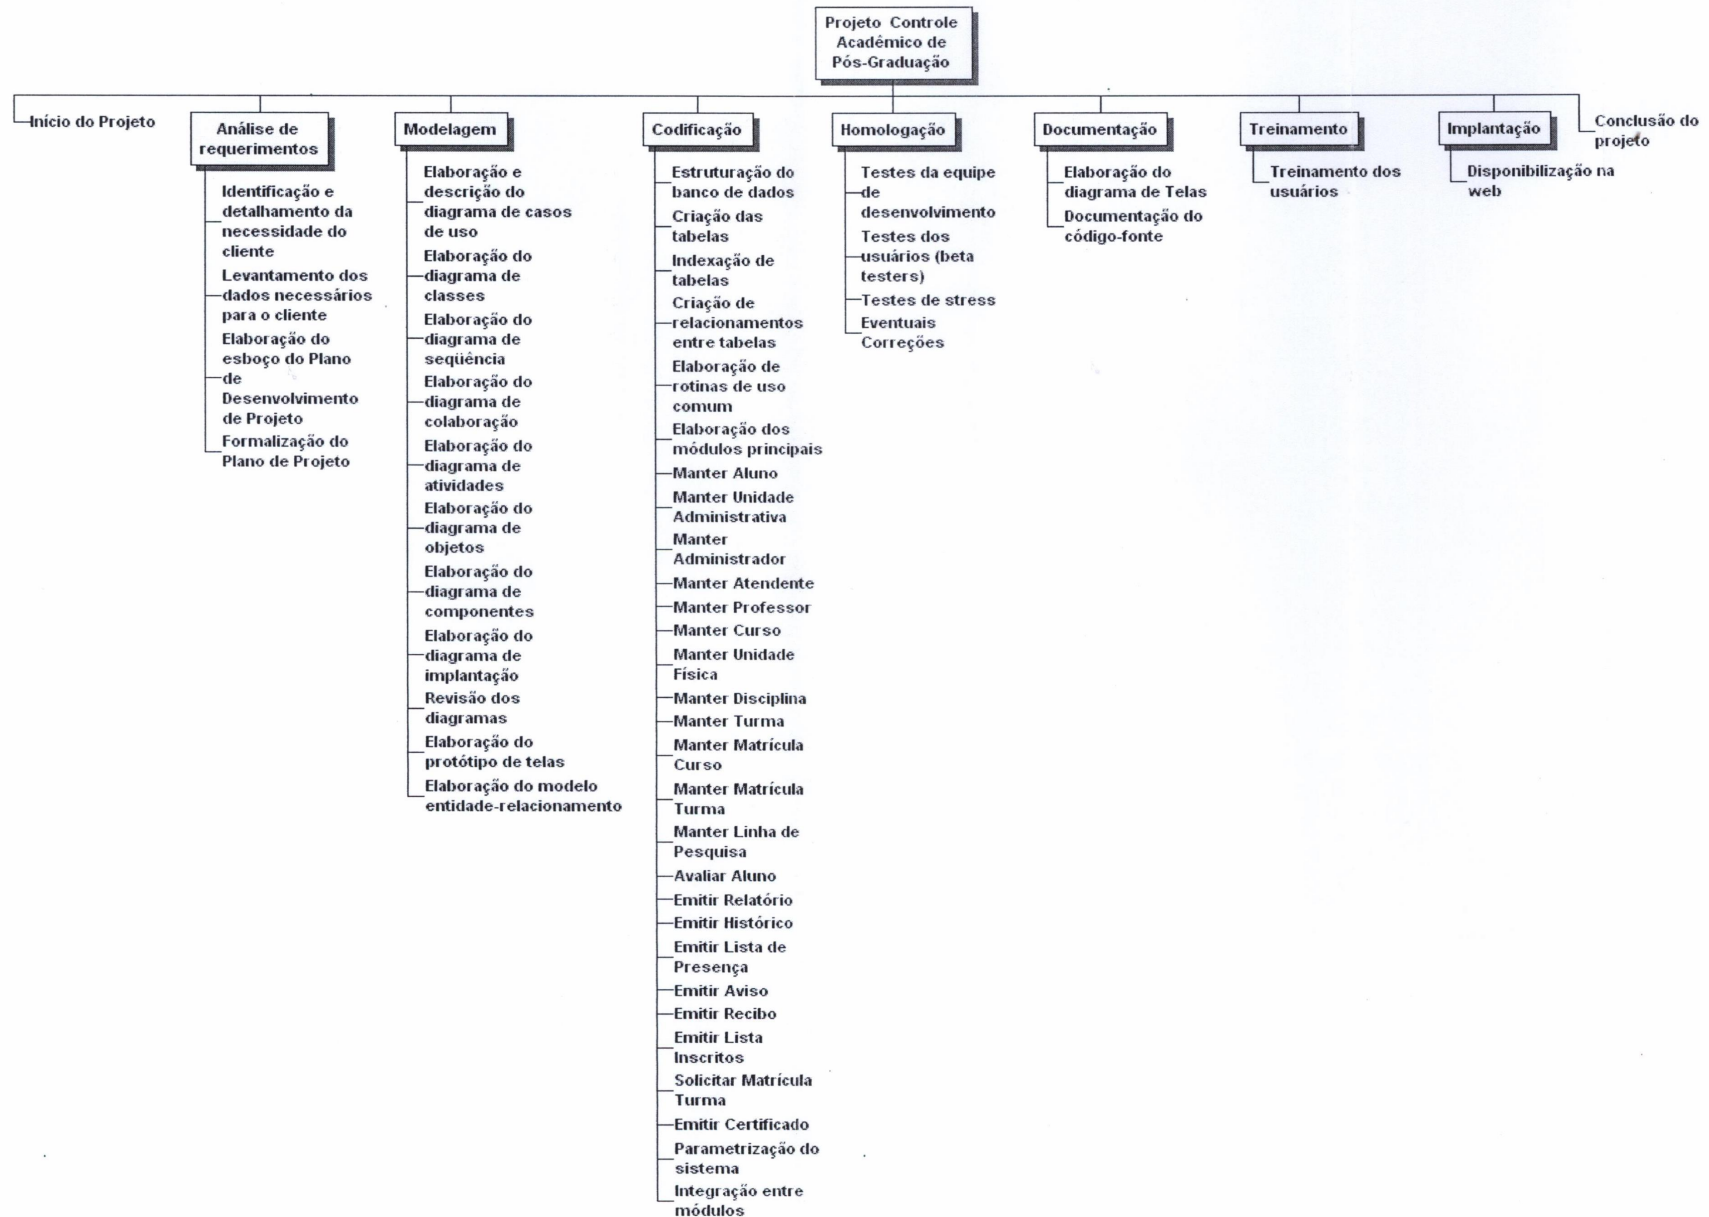 Projeto Controle
Acadêmico de
Pós-Graduação
Início do Projeto
Análise de
requerimentos
Identificação e
detalhamento da
necessidade do
cliente
Levantamento dos
dados necessários
para o cliente
Elaboração do
esboço do Plano
de
Desenvolvimento
de Projeto
Formalização do
Plano de Projeto
Modelagem
Elaboração e
descrição do
diagrama de casos
de uso
Elaboração do
diagrama de
classes
Elaboração do
diagrama de
seqüência
Elaboração do
diagrama de
colaboração
Elaboração do
diagrama de
atividades
Elaboração do
diagrama de
objetos
Elaboração do
diagrama de
componentes
Elaboração do
diagrama de
implantação
Revisão dos
diagramas
Elaboração do
protótipo de telas
Elaboração do modelo
entidade-relacionamento
Codificação
Estruturação do
banco de dados
Criação das
tabelas
Indexação de
tabelas
Criação de
relacionamentos
entre tabelas
Elaboração de
rotinas de uso
comum
Elaboração dos
módulos principais
Manter Aluno
Manter Unidade
Administrativa
Manter
Administrador
Manter Atendente
Manter Professor
Manter Curso
Manter Unidade
Física
Manter Disciplina
Manter Turma
Manter Matrícula
Curso
Manter Matrícula
Turma
Manter Linha de
Pesquisa
Avaliar Aluno
Emitir Relatório
Emitir Histórico
Emitir Lista de
Presença
Emitir Aviso
Emitir Recibo
Emitir Lista
Inscritos
Solicitar Matrícula
Turma
Emitir Certificado
Parametrização do
sistema
Integração entre
módulos
Homologação
Testes da equipe
de
desenvolvimento
Testes dos
usuários (beta
testers)
Testes de stress
Eventuais
Correções
Documentação
Elaboração do
diagrama de Telas
Documentação do
código-fonte
Treinamento
Treinamento dos
usuários
Implantação
Disponibilização na
web
Conclusão do
projeto